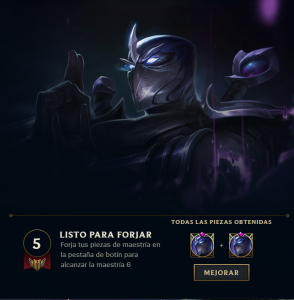 TODAS LAS PIEZAS OBTENIDAS
5
LISTO PARA FORJAR
Forja tus piezas de maestría en
la pestaña de botín para
alcanzar la maestría 6
+
MEJORAR